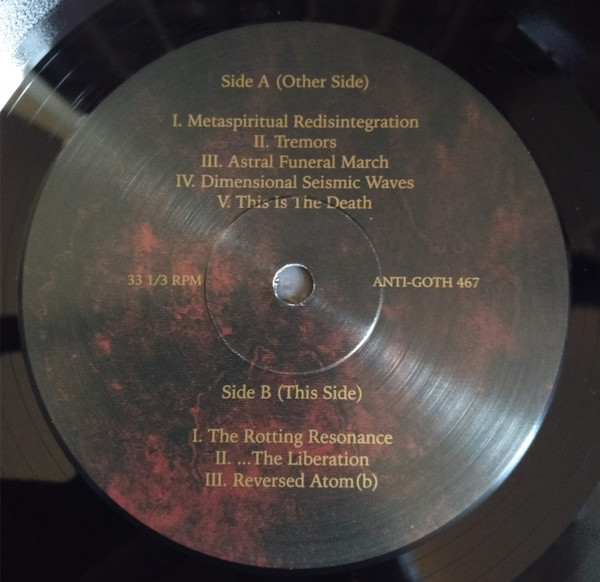 Side A (Other Side)
I. Metaspiritual Redisintegration
II. Tremors
III. Astral Funeral March
IV. Dimensional Seismic Waves
V. This Is The Death
33 1/3 RPM
ANTI-GOTH 467
Side B (This Side)
I. The Rotting Resonance
II. ...The Liberation
III. Reversed Atom(b)